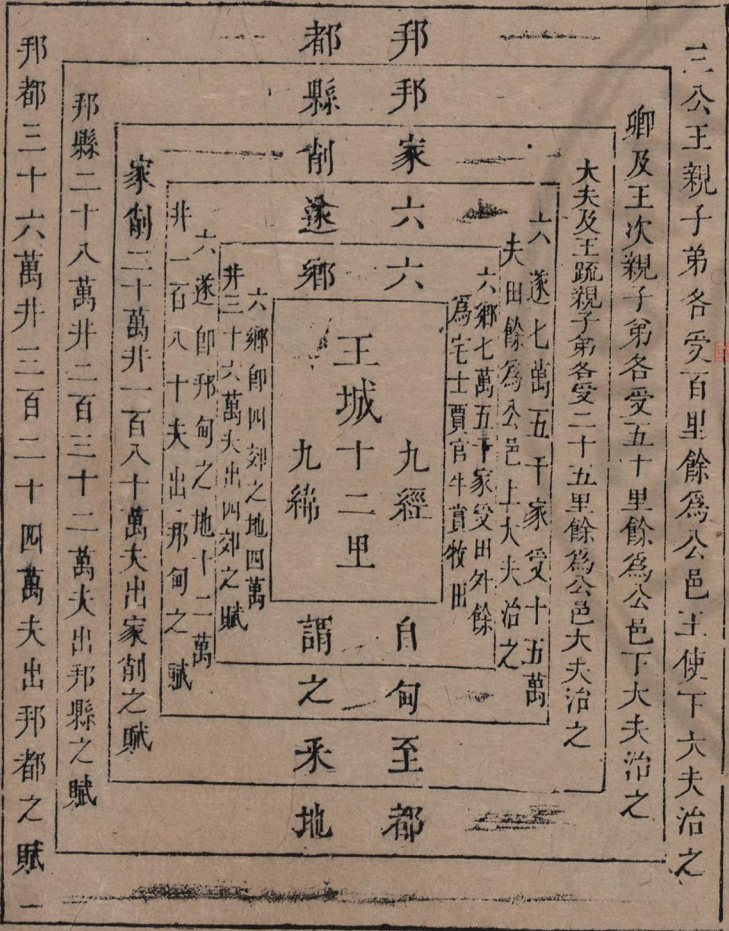 三公王親子弟各受百里餘爲公邑王使下大夫治之
卿及王次親子弟各受五十里餘爲公邑下大夫治之
大夫及王疏親子弟各受二十五里餘爲公邑大夫治之
六遂七萬五千家受十五萬
夫田餘爲公邑上大夫治之
六鄉七萬五千家受田外餘
爲宅士賈官牛賞牧田
邦邦家六六
都縣削遂鄉
九經
王城十二里
九緯
自甸至都
謂之采地
六鄉即四郊之地四萬
井三十六萬夫出四郊之賦
六遂即邦甸之地十二萬
井一百八十夫出邦甸之賦
家削二十萬井一百八十萬夫出家削之賦
邦縣二十八萬井二百三十二萬夫出邦縣之賦
邦都三十六萬井三百二十四萬夫出邦都之賦